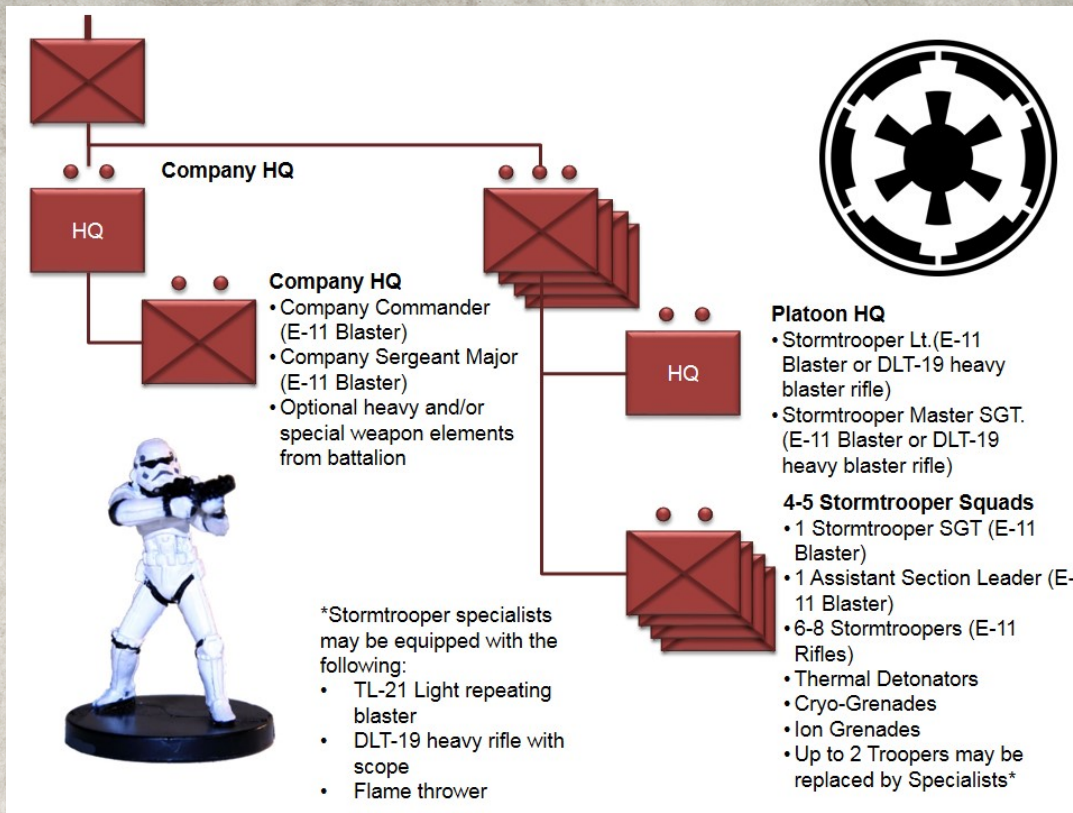 Company HQ
HQ
Company HQ
• Company Commander
(E-11 Blaster)
• Company Sergeant Major
(E-11 Blaster)
• Optional heavy and/or
special weapon elements
from battalion
HQ
Platoon HQ
• Stormtrooper Lt.(E-11
Blaster or DLT-19 heavy
blaster rifle)
• Stormtrooper Master SGT.
(E-11 Blaster or DLT-19
heavy blaster rifle)
4-5 Stormtrooper Squads
• 1 Stormtrooper SGT (E-11
Blaster)
• 1 Assistant Section Leader (E-
11 Blaster)
• 6-8 Stormtroopers (E-11
Rifles)
• Thermal Detonators
• Cryo-Grenades
• Ion Grenades
• Up to 2 Troopers may be
replaced by Specialists*
*Stormtrooper specialists
may be equipped with the
following:
• TL-21 Light repeating
blaster
• DLT-19 heavy rifle with
scope
• Flame thrower